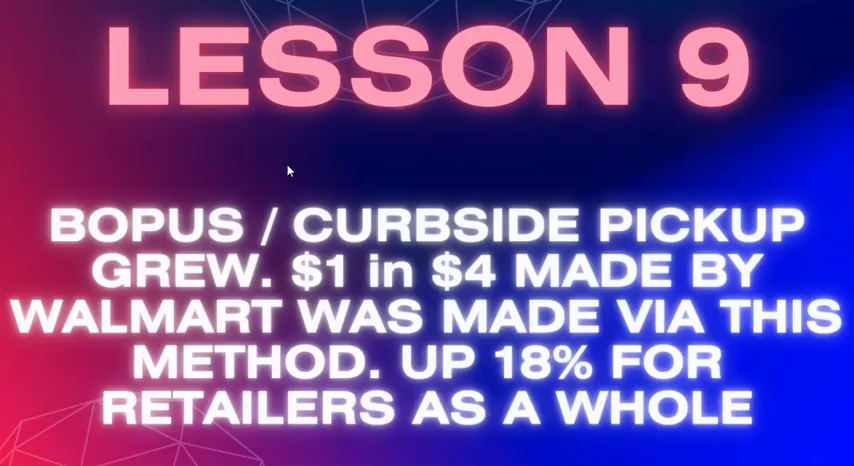 LESSON 9
BOPUS / CURBSIDE PICKUP
GREW. $1 in $4 MADE BY
WALMART WAS MADE VIA THIS
METHOD. UP 18% FOR
RETAILERS AS A WHOLE